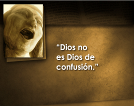 “Dios no
es Dios de
confusión.”